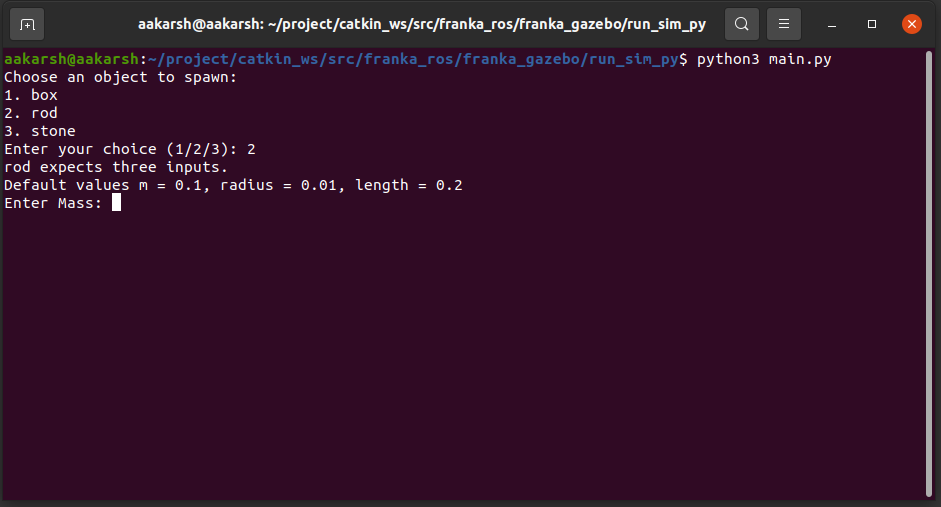 aakarsh@aakarsh: ~/project/catkin_ws/src/franka_ros/franka_gazebo/run_sim_py
aakarsh@aakarsh:~/project/catkin_ws/src/franka_ros/franka_gazebo/run_sim_py$ python3 main.py
Choose an object to spawn:
1. box
2. rod
3. stone
Enter your choice (1/2/3): 2
rod expects three inputs.
Default values m = 0.1, radius = 0.01, length = 0.2
Enter Mass: